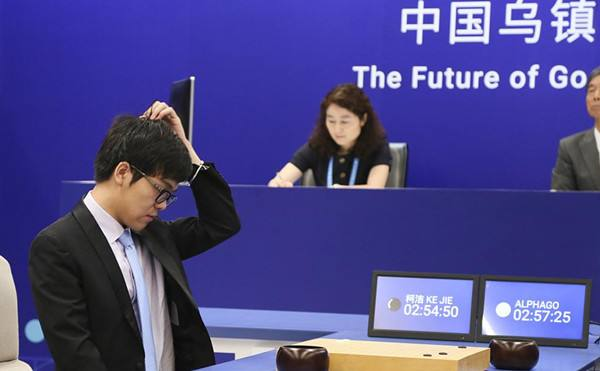 中国乌镇
The Future of Go
柯洁 KE JIE
02:54:50
ALPHAGO
02:57:25